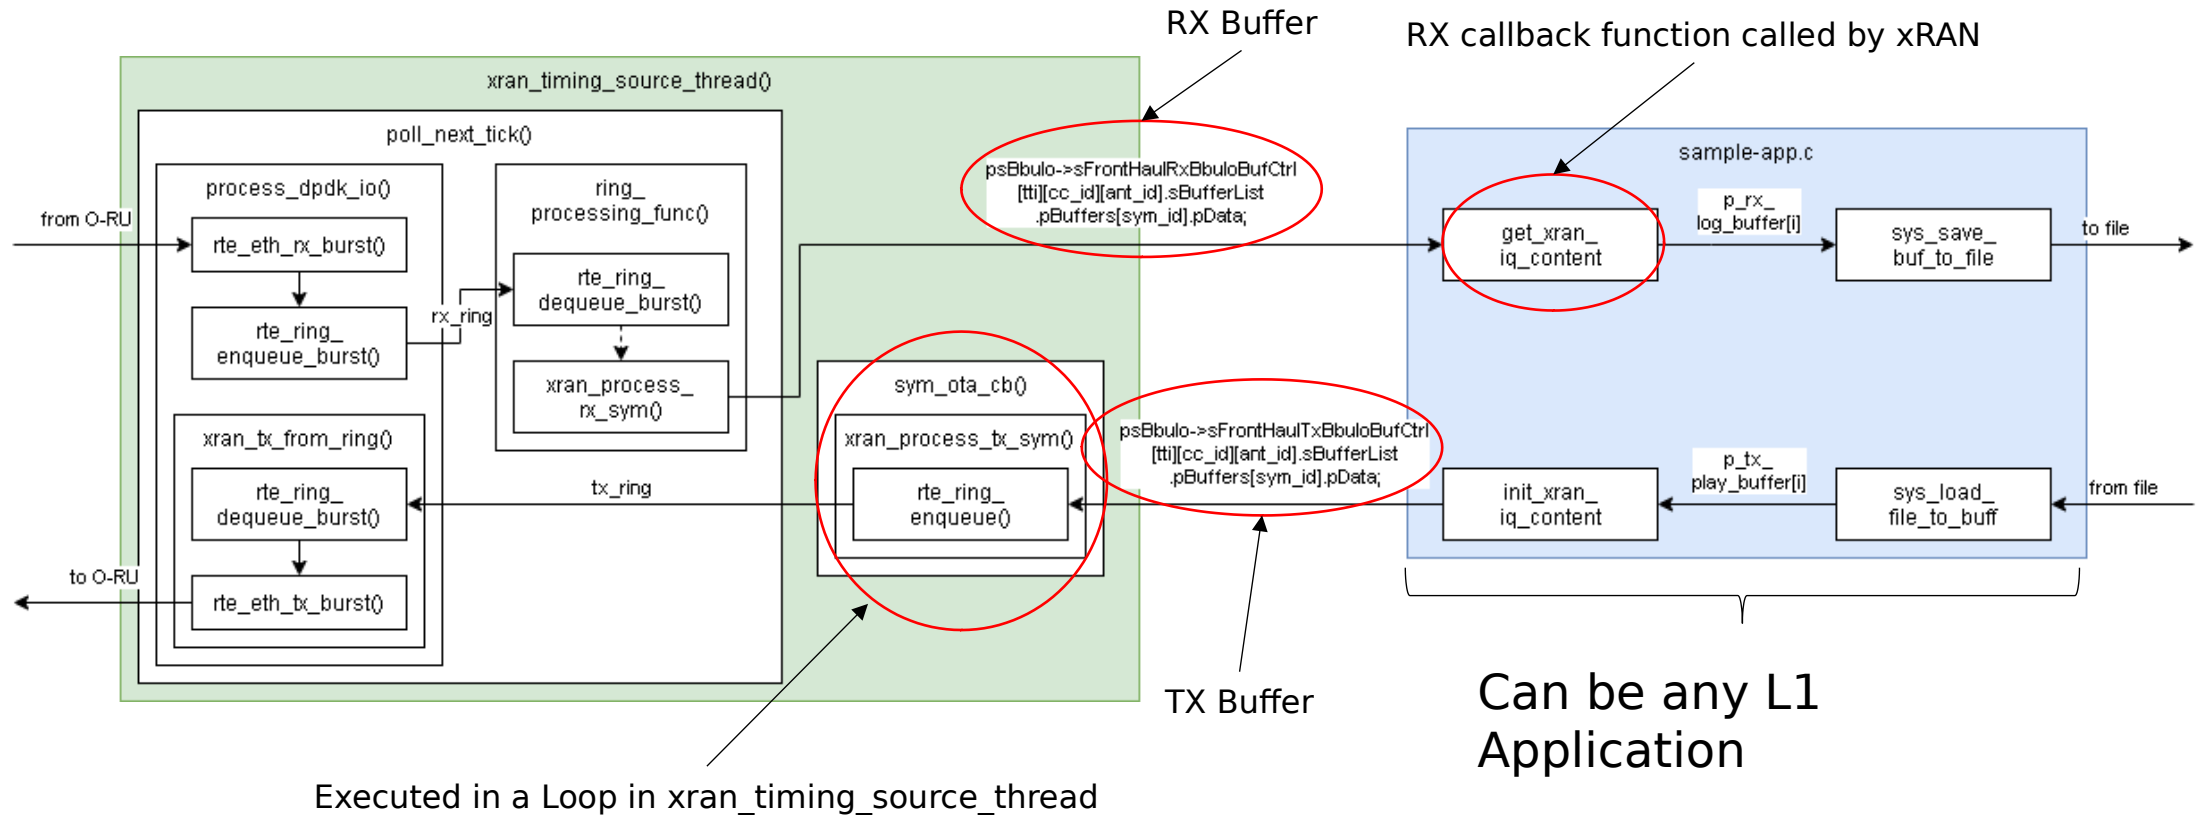 RX Buffer
RX callback function called by xRAN
xran_timing_source_thread()
poll_next_tick()
process_dpdk_io()
from O-RU
rte_eth_rx_burst()
rte_ring_
enqueue_burst()
rx_ring
ring_
processing_func()
rte_ring_
dequeue_burst()
xran_process_
rx_sym()
psBbuIo->sFrontHaulRxBbuIoBufCtrl
[tti][cc_id][ant_id].sBufferList
.pBuffers[sym_id].pData;
sample-app.c
get_xran_
iq_content
p_rx_
log_buffer[i]
sys_save_
buf_to_file
to file
xran_tx_from_ring()
rte_ring_
dequeue_burst()
to O-RU
rte_eth_tx_burst()
tx_ring
sym_ota_cb()
xran_process_tx_sym()
rte_ring_
enqueue()
psBbuIo->sFrontHaulTxBbuIoBufCtrl
[tti][cc_id][ant_id].sBufferList
.pBuffers[sym_id].pData;
init_xran_
iq_content
p_tx_
play_buffer[i]
sys_load_
file_to_buff
from file
TX Buffer
Can be any L1
Application
Executed in a Loop in xran_timing_source_thread